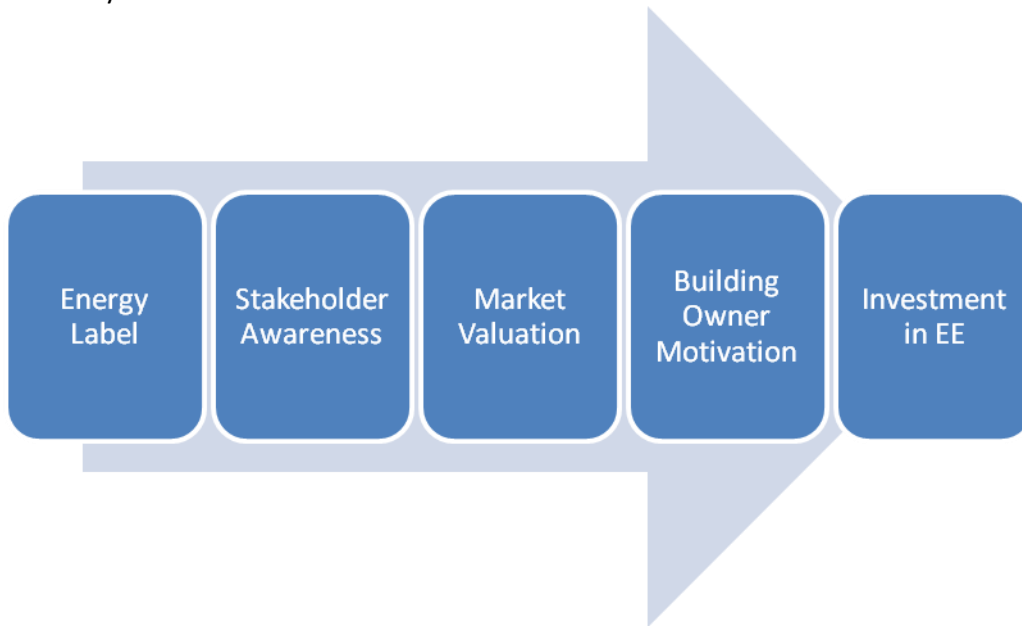 Energy
Label
Stakeholder
Awareness
Market
Valuation
Building
Owner
Motivation
Investment
in EE